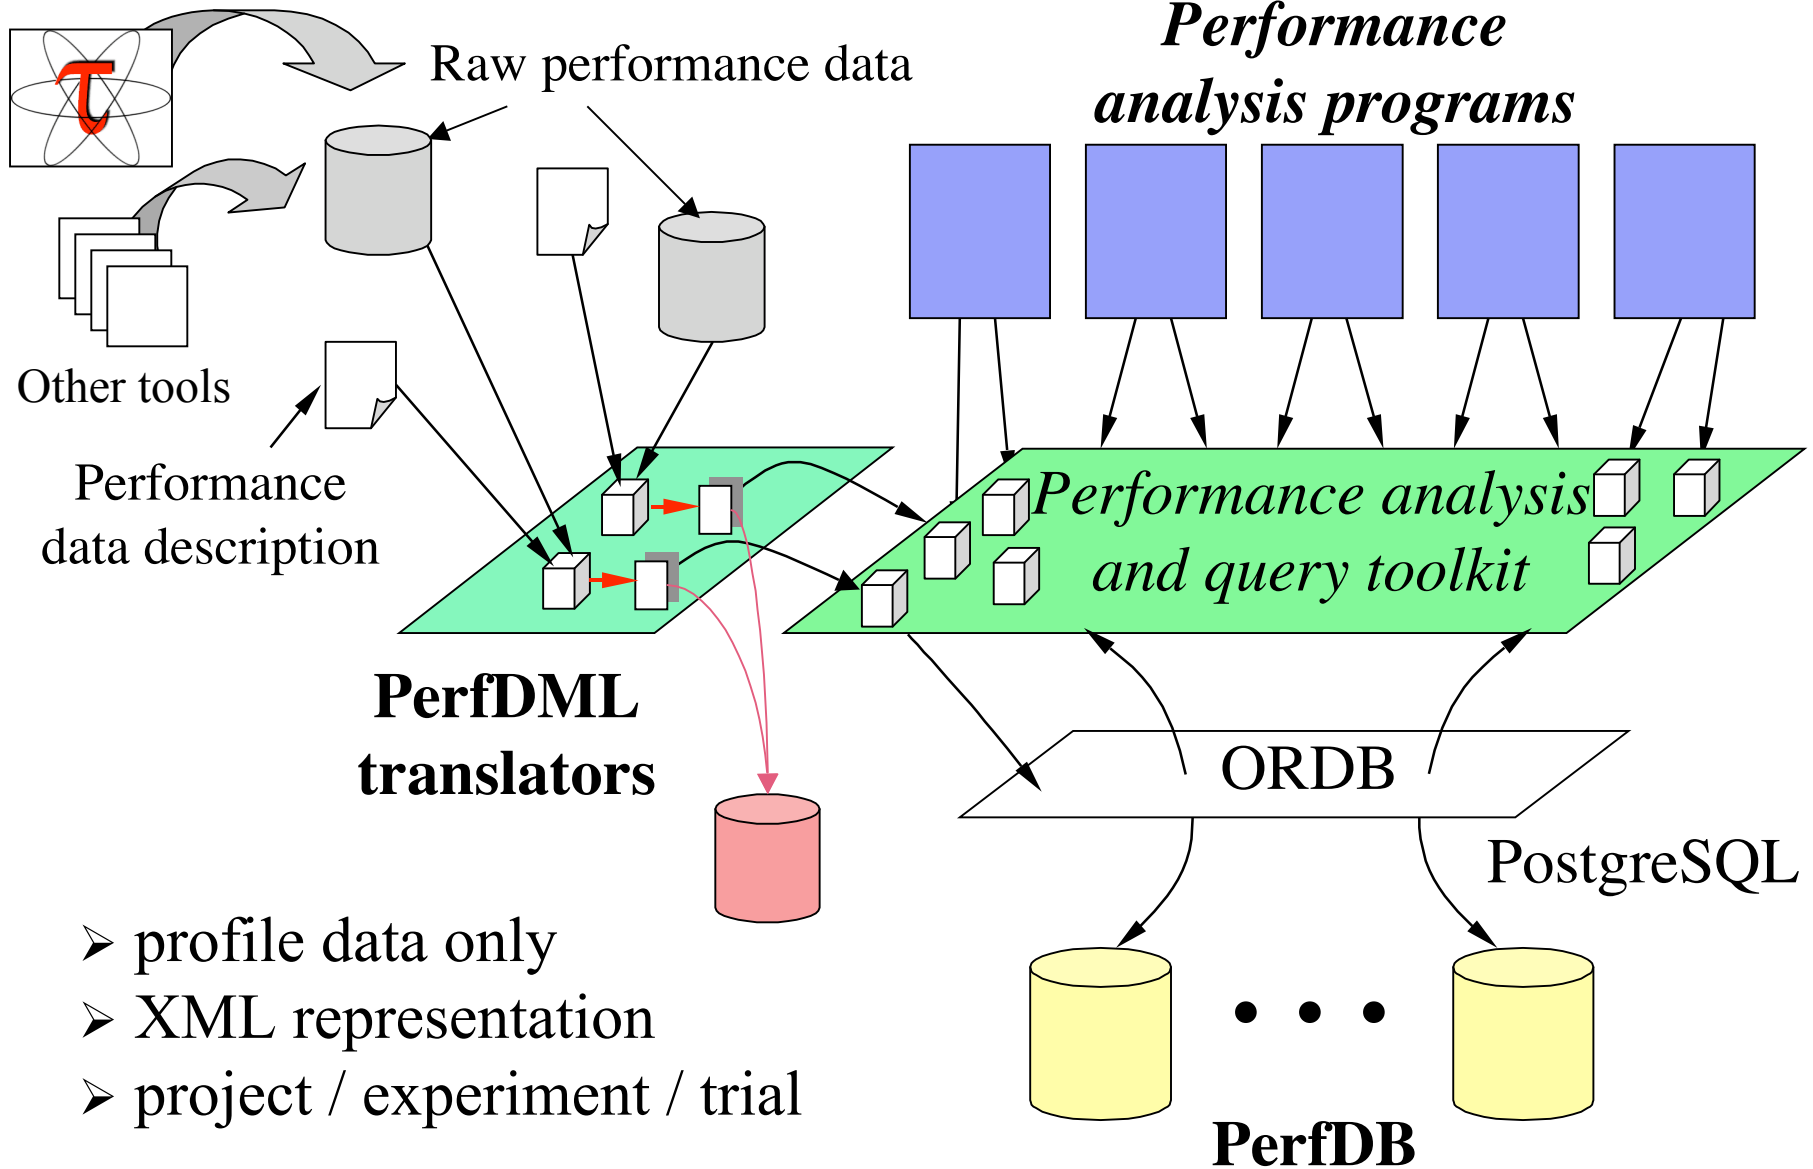 Performance
analysis programs
Raw performance data
τ
Other tools
Performance
data description
Performance analysis
and query toolkit
PerfDML
translators
ORDB
PostgreSQL
➢ profile data only
➢ XML representation
➢ project / experiment / trial
• • •
PerfDB